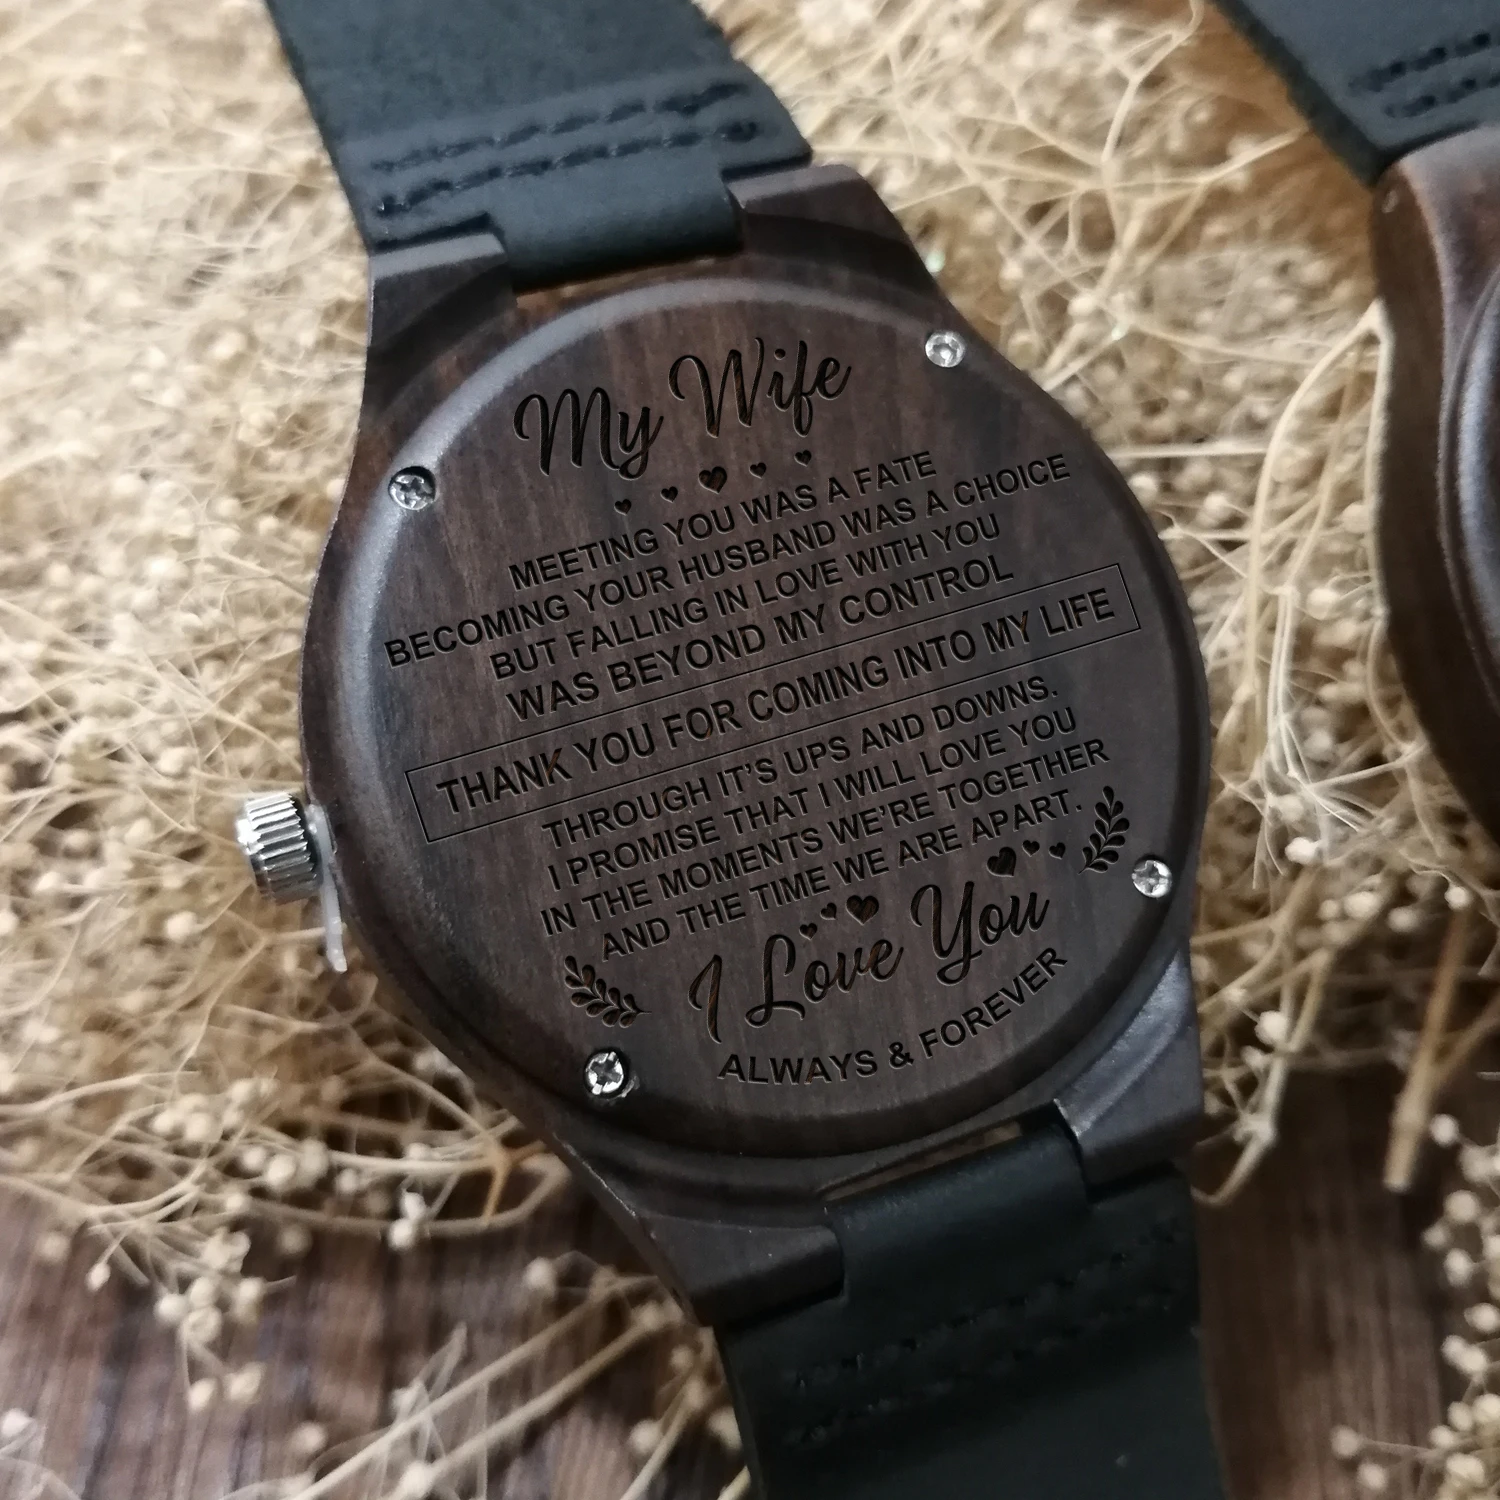 My Wife
MEETING YOU WAS A FATE
BECOMING YOUR HUSBAND WAS A CHOICE
BUT FALLING IN LOVE WITH YOU
WAS BEYOND MY CONTROL
THANK YOU FOR COMING INTO MY LIFE
THROUGH IT'S UPS AND DOWNS.
I PROMISE THAT I WILL LOVE YOU
IN THE MOMENTS WE'RE TOGETHER
AND THE TIME WE ARE APART.
I Love You
ALWAYS & FOREVER